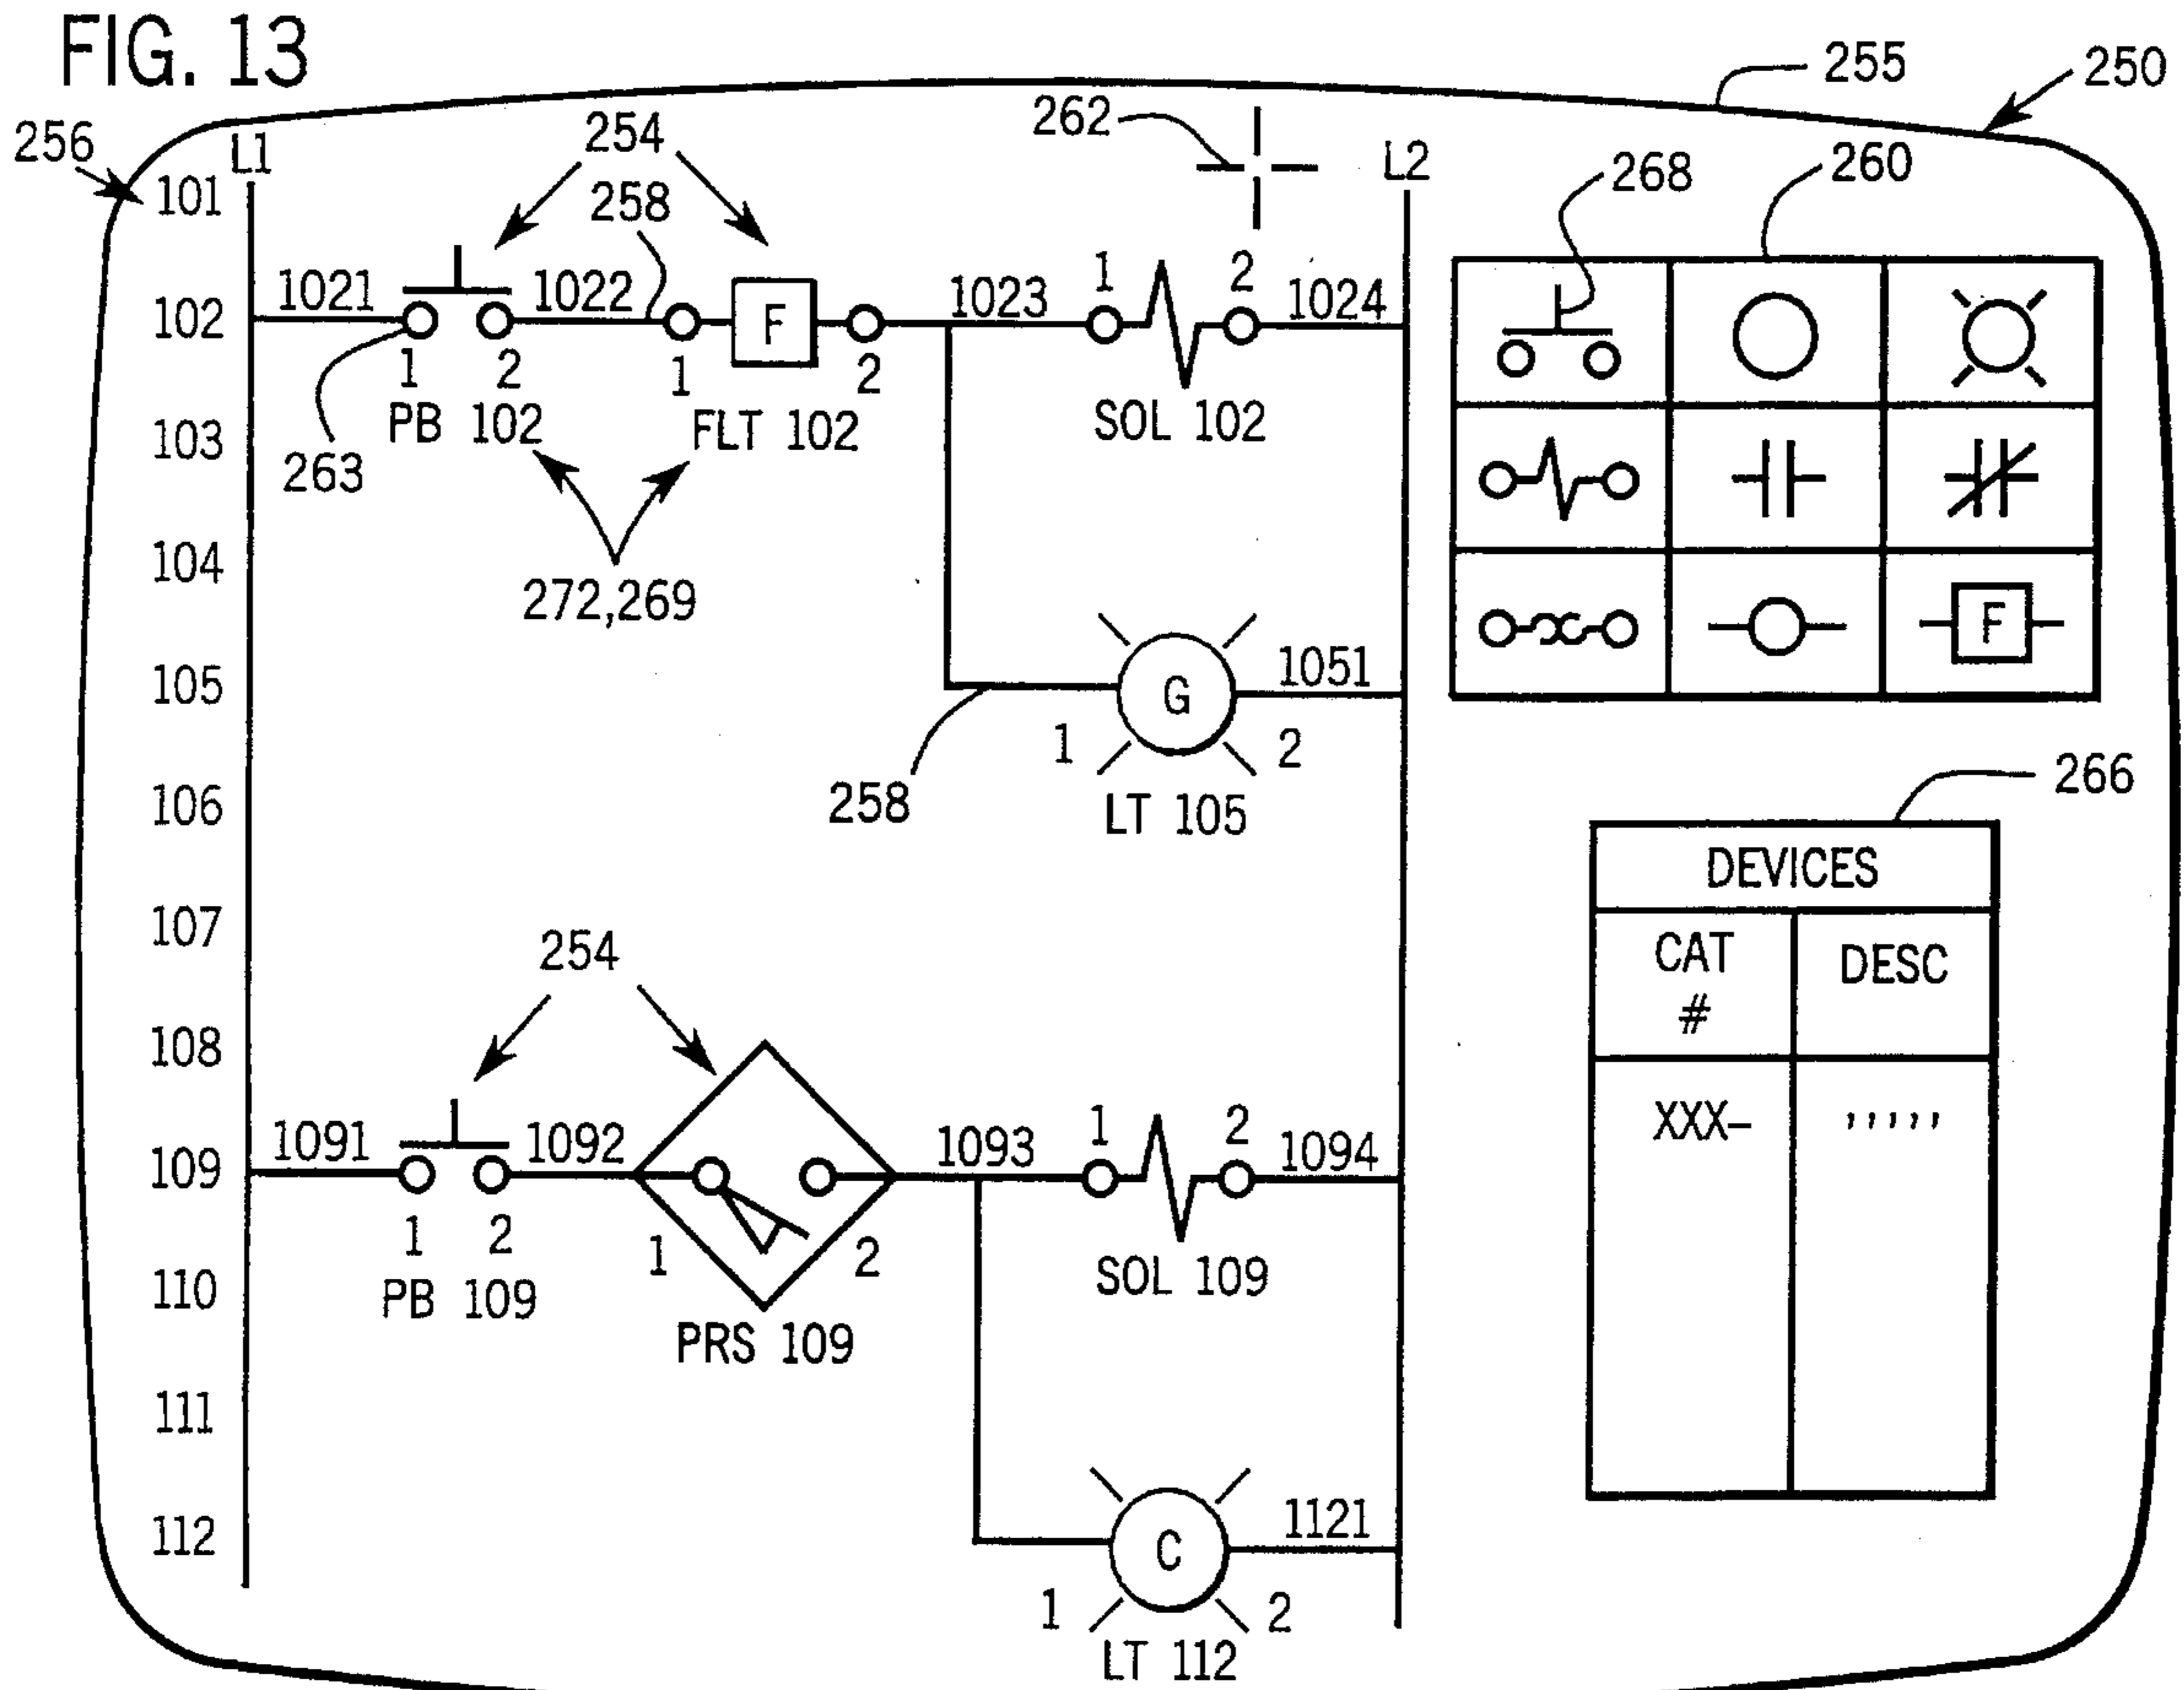 FIG. 13
255
250
256
254
262
L1
L2
268
260
101
258
1021
1022
1023
1 2
1024
102
F
1 2
1
2
PB 102
FLT 102
SOL 102
103
263
104
272,269
F
105
G
1051
1
2
258
LT 105
106
266
DEVICES
107
254
CAT
#
DESC
108
XXX–
,,,,,
1091
1092
1093
1 2
1094
109
1 2
1
2
PB 109
PRS 109
SOL 109
110
111
112
C
1121
1
2
LT 112